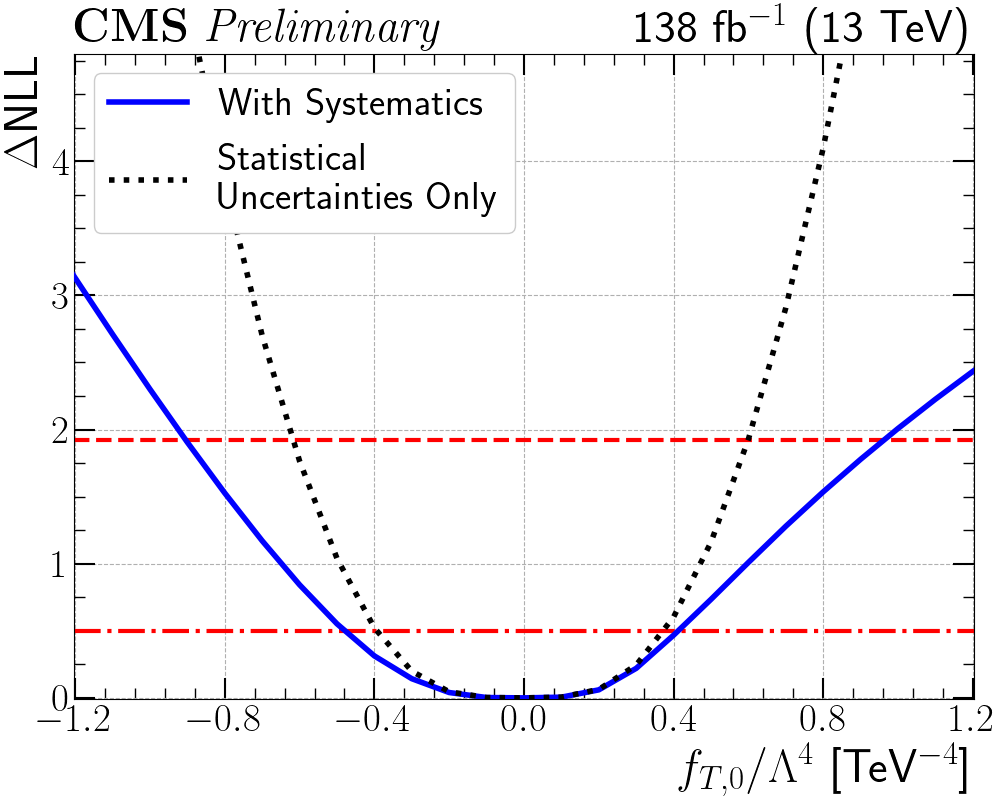 CMS Preliminary
138 fb⁻¹ (13 TeV)
ΔNLL
With Systematics
Statistical
Uncertainties Only
4
3
2
1
0
−1.2 −0.8 −0.4 0.0 0.4 0.8 1.2
f_{T,0}/Λ⁴ [TeV⁻⁴]